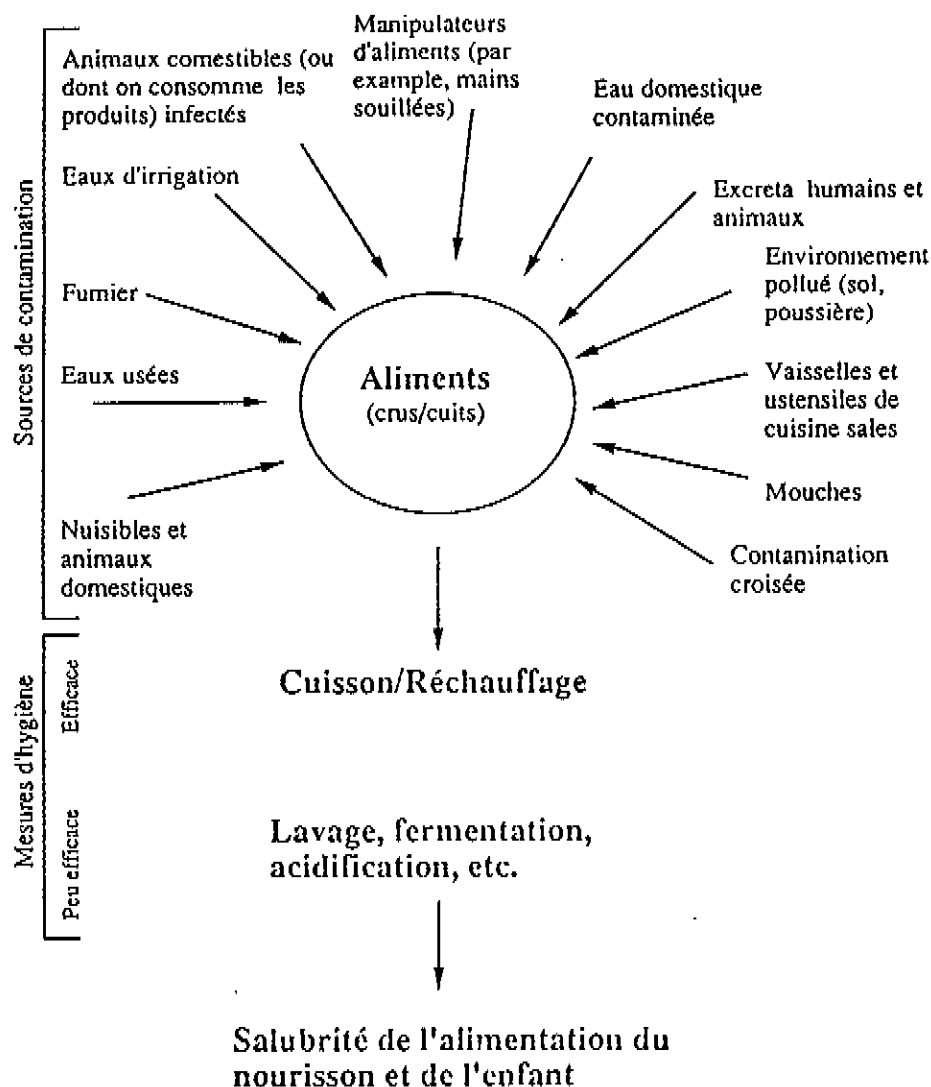 Manipulateurs
d'aliments (par
example, mains
souillées)
Animaux comestibles (ou
dont on consomme les
produits) infectés
Eau domestique
contaminée
Eaux d'irrigation
Excreta humains et
animaux
Fumier
Environnement
pollué (sol,
poussière)
Eaux usées
Vaisselles et
ustensiles de
cuisine sales
Nuisibles et
animaux
domestiques
Mouches
Contamination
croisée
Aliments
(crus/cuits)
Sources de contamination
Cuisson/Réchauffage
Mesures d'hygiène
Efficace
Peu efficace
Lavage, fermentation,
acidification, etc.
Salubrité de l'alimentation du
nourisson et de l'enfant